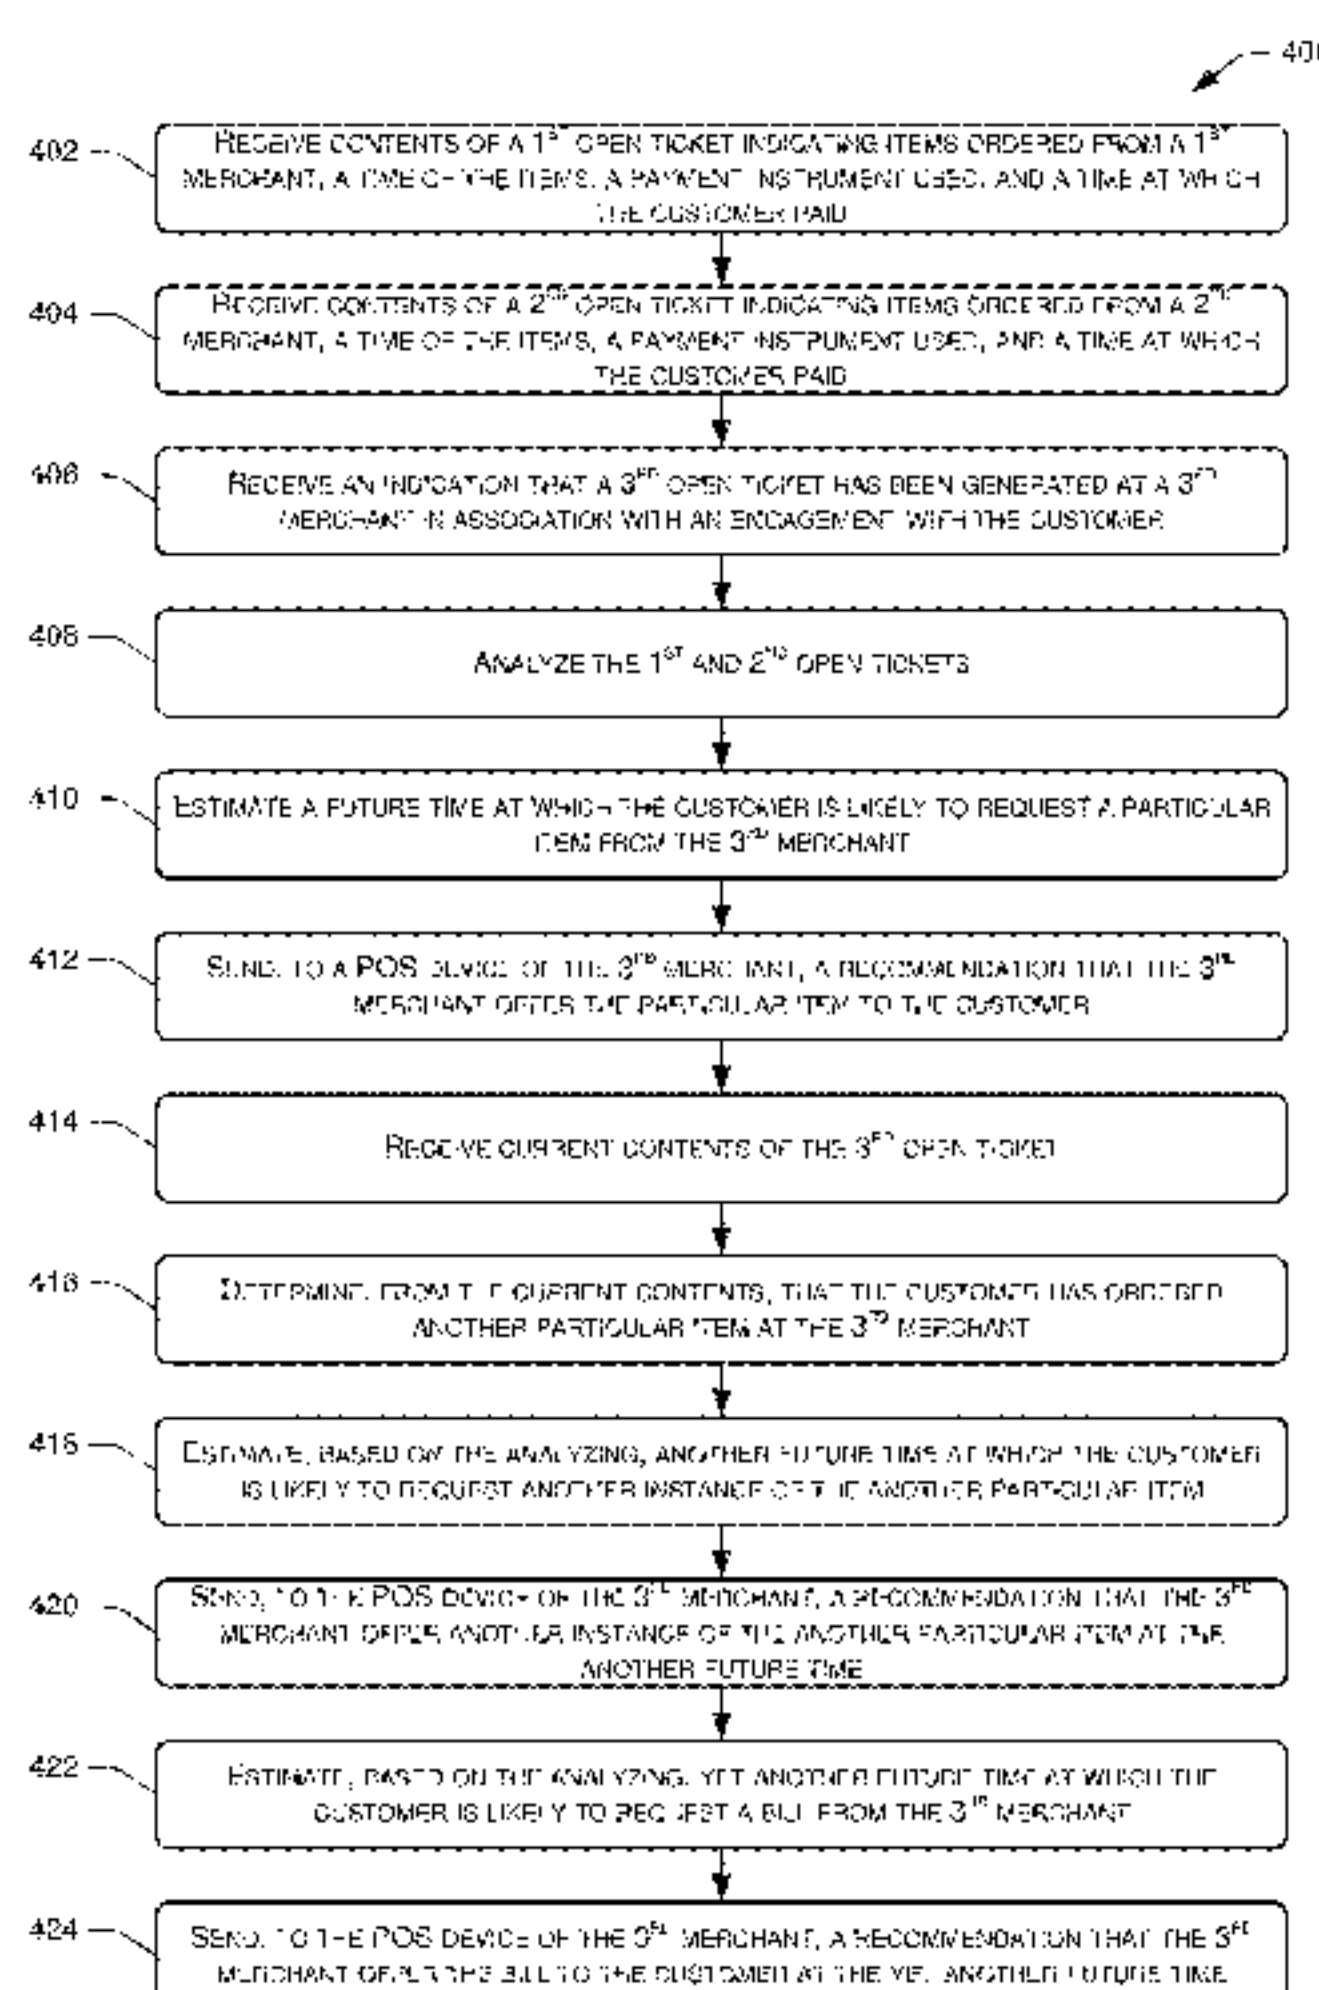 402
RECEIVE CONTENTS OF A 1ST OPEN TICKET INDICATING ITEMS ORDERED FROM A 1ST
MERCHANT, A TIME OF THE ITEMS, A PAYMENT INSTRUMENT USED, AND A TIME AT WHICH
THE CUSTOMER PAID
404
RECEIVE CONTENTS OF A 2ND OPEN TICKET INDICATING ITEMS ORDERED FROM A 2ND
MERCHANT, A TIME OF THE ITEMS, A PAYMENT INSTRUMENT USED, AND A TIME AT WHICH
THE CUSTOMER PAID
406
RECEIVE AN INDICATION THAT A 3RD OPEN TICKET HAS BEEN GENERATED AT A 3RD
MERCHANT IN ASSOCIATION WITH AN ENGAGEMENT WITH THE CUSTOMER
408
ANALYZE THE 1ST AND 2ND OPEN TICKETS
410
ESTIMATE A FUTURE TIME AT WHICH THE CUSTOMER IS LIKELY TO REQUEST A PARTICULAR
ITEM FROM THE 3RD MERCHANT
412
SEND, TO A POS DEVICE OF THE 3RD MERCHANT, A RECOMMENDATION THAT THE 3RD
MERCHANT OFFER THE PARTICULAR ITEM TO THE CUSTOMER
414
RECEIVE CURRENT CONTENTS OF THE 3RD OPEN TICKET
416
DETERMINE, FROM THE CURRENT CONTENTS, THAT THE CUSTOMER HAS ORDERED
ANOTHER PARTICULAR ITEM AT THE 3RD MERCHANT
418
ESTIMATE, BASED ON THE ANALYZING, ANOTHER FUTURE TIME AT WHICH THE CUSTOMER
IS LIKELY TO REQUEST ANOTHER INSTANCE OF THE ANOTHER PARTICULAR ITEM
420
SEND, TO THE POS DEVICE OF THE 3RD MERCHANT, A RECOMMENDATION THAT THE 3RD
MERCHANT OFFER ANOTHER INSTANCE OF THE ANOTHER PARTICULAR ITEM AT THE
ANOTHER FUTURE TIME
422
ESTIMATE, BASED ON THE ANALYZING, YET ANOTHER FUTURE TIME AT WHICH THE
CUSTOMER IS LIKELY TO REQUEST A BILL FROM THE 3RD MERCHANT
424
SEND, TO THE POS DEVICE OF THE 3RD MERCHANT, A RECOMMENDATION THAT THE 3RD
MERCHANT OFFER THE BILL TO THE CUSTOMER AT THE YET ANOTHER FUTURE TIME